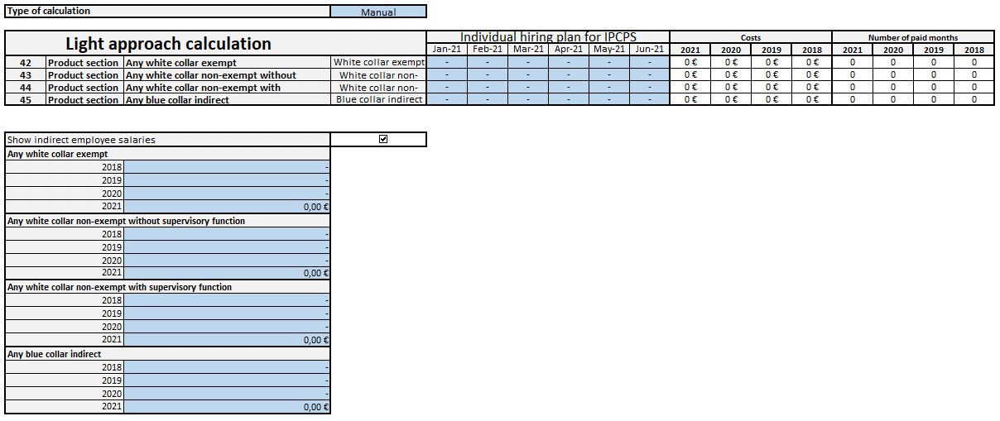 Type of calculation Manual
Light approach calculation Individual hiring plan for IPCPS Costs Number of paid months
Jan-21 Feb-21 Mar-21 Apr-21 May-21 Jun-21 2021 2020 2019 2018 2021 2020 2019 2018
42 Product section Any white collar exempt White collar exempt - - - - - - 0 € 0 € 0 € 0 € 0 0 0 0
43 Product section Any white collar non-exempt without White collar non- - - - - - - 0 € 0 € 0 € 0 € 0 0 0 0
44 Product section Any white collar non-exempt with White collar non- - - - - - - 0 € 0 € 0 € 0 € 0 0 0 0
45 Product section Any blue collar indirect Blue collar indirect - - - - - - 0 € 0 € 0 € 0 € 0 0 0 0
Show indirect employee salaries
Any white collar exempt
2018 -
2019 -
2020 -
2021 0,00 €
Any white collar non-exempt without supervisory function
2018 -
2019 -
2020 -
2021 0,00 €
Any white collar non-exempt with supervisory function
2018 -
2019 -
2020 -
2021 0,00 €
Any blue collar indirect
2018 -
2019 -
2020 -
2021 0,00 €